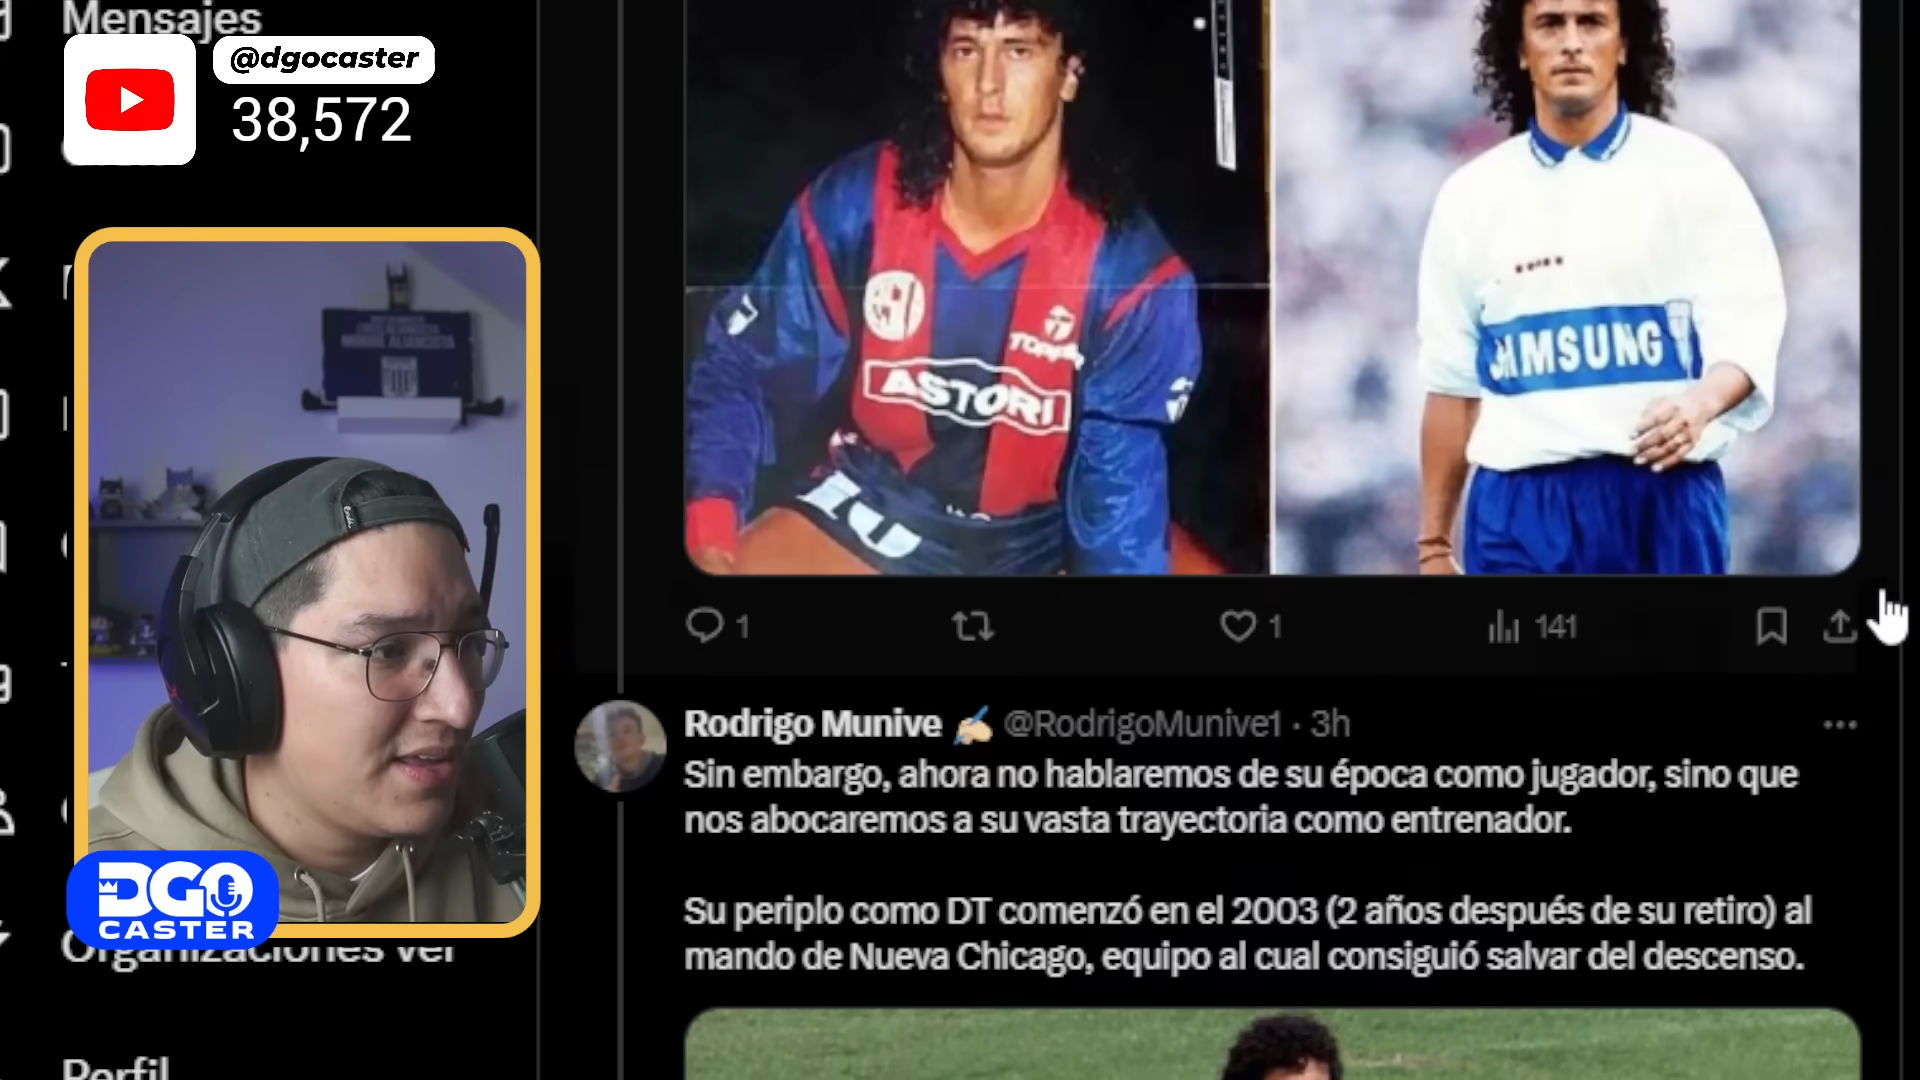 Mensajes
@dgocaster
38,572
ASTORI
SAMSUNG
1
1
141
Rodrigo Munive @RodrigoMunive1 · 3h
Sin embargo, ahora no hablaremos de su época como jugador, sino que
nos abocaremos a su vasta trayectoria como entrenador.
Su periplo como DT comenzó en el 2003 (2 años después de su retiro) al
mando de Nueva Chicago, equipo al cual consiguió salvar del descenso.
DGO
CASTER
Organizaciones Ver
Perfil